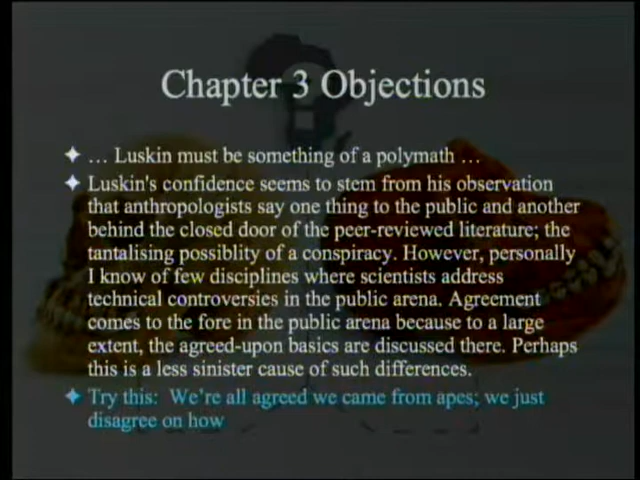 Chapter 3 Objections
… Luskin must be something of a polymath …
Luskin's confidence seems to stem from his observation
that anthropologists say one thing to the public and another
behind the closed door of the peer-reviewed literature; the
tantalising possiblity of a conspiracy. However, personally
I know of few disciplines where scientists address
technical controversies in the public arena. Agreement
comes to the fore in the public arena because to a large
extent, the agreed-upon basics are discussed there. Perhaps
this is a less sinister cause of such differences.
Try this: We're all agreed we came from apes; we just
disagree on how